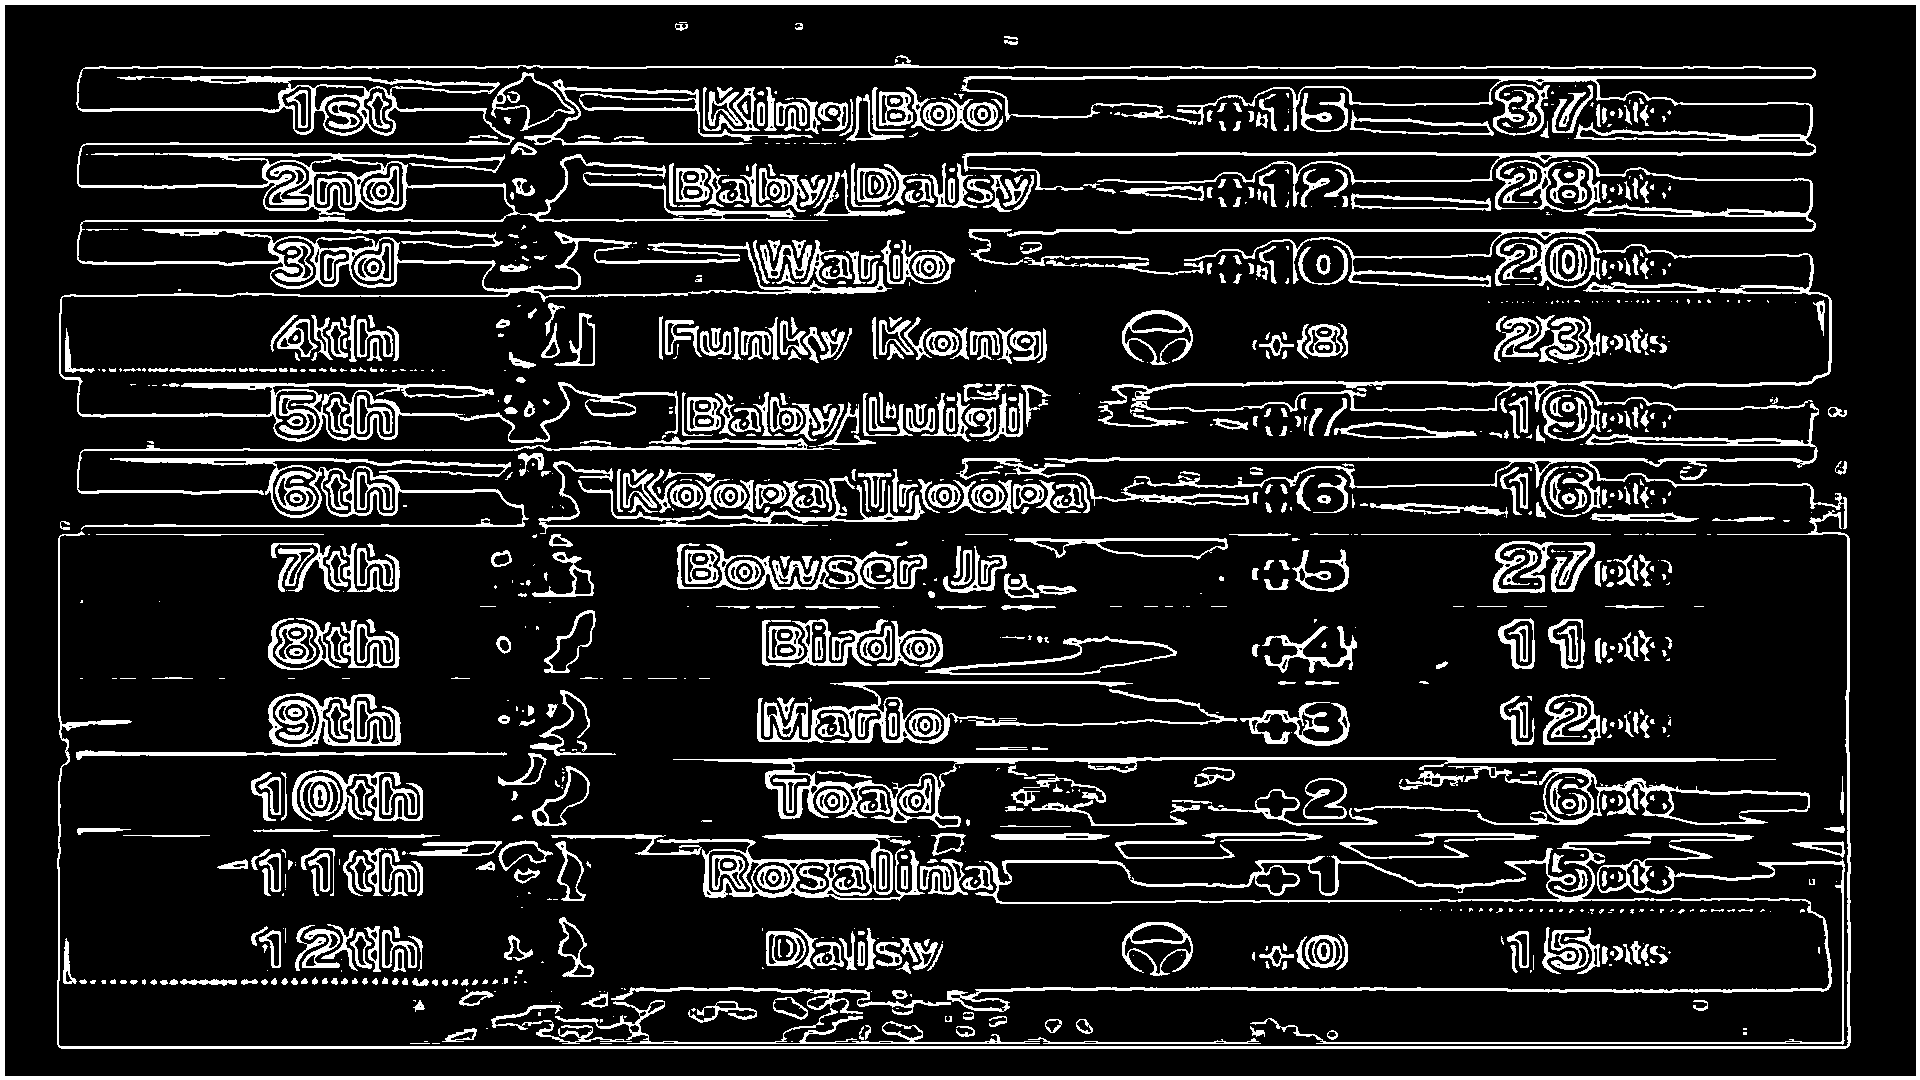 1st King Boo +15 37pts
2nd Baby Daisy +12 28pts
3rd Wario +10 20pts
4th Funky Kong +8 23pts
5th Baby Luigi +7 19pts
6th Koopa Troopa +6 16pts
7th Bowser Jr. +5 27pts
8th Birdo +4 11pts
9th Mario +3 12pts
10th Toad +2 6pts
11th Rosalina +1 5pts
12th Daisy +0 15pts